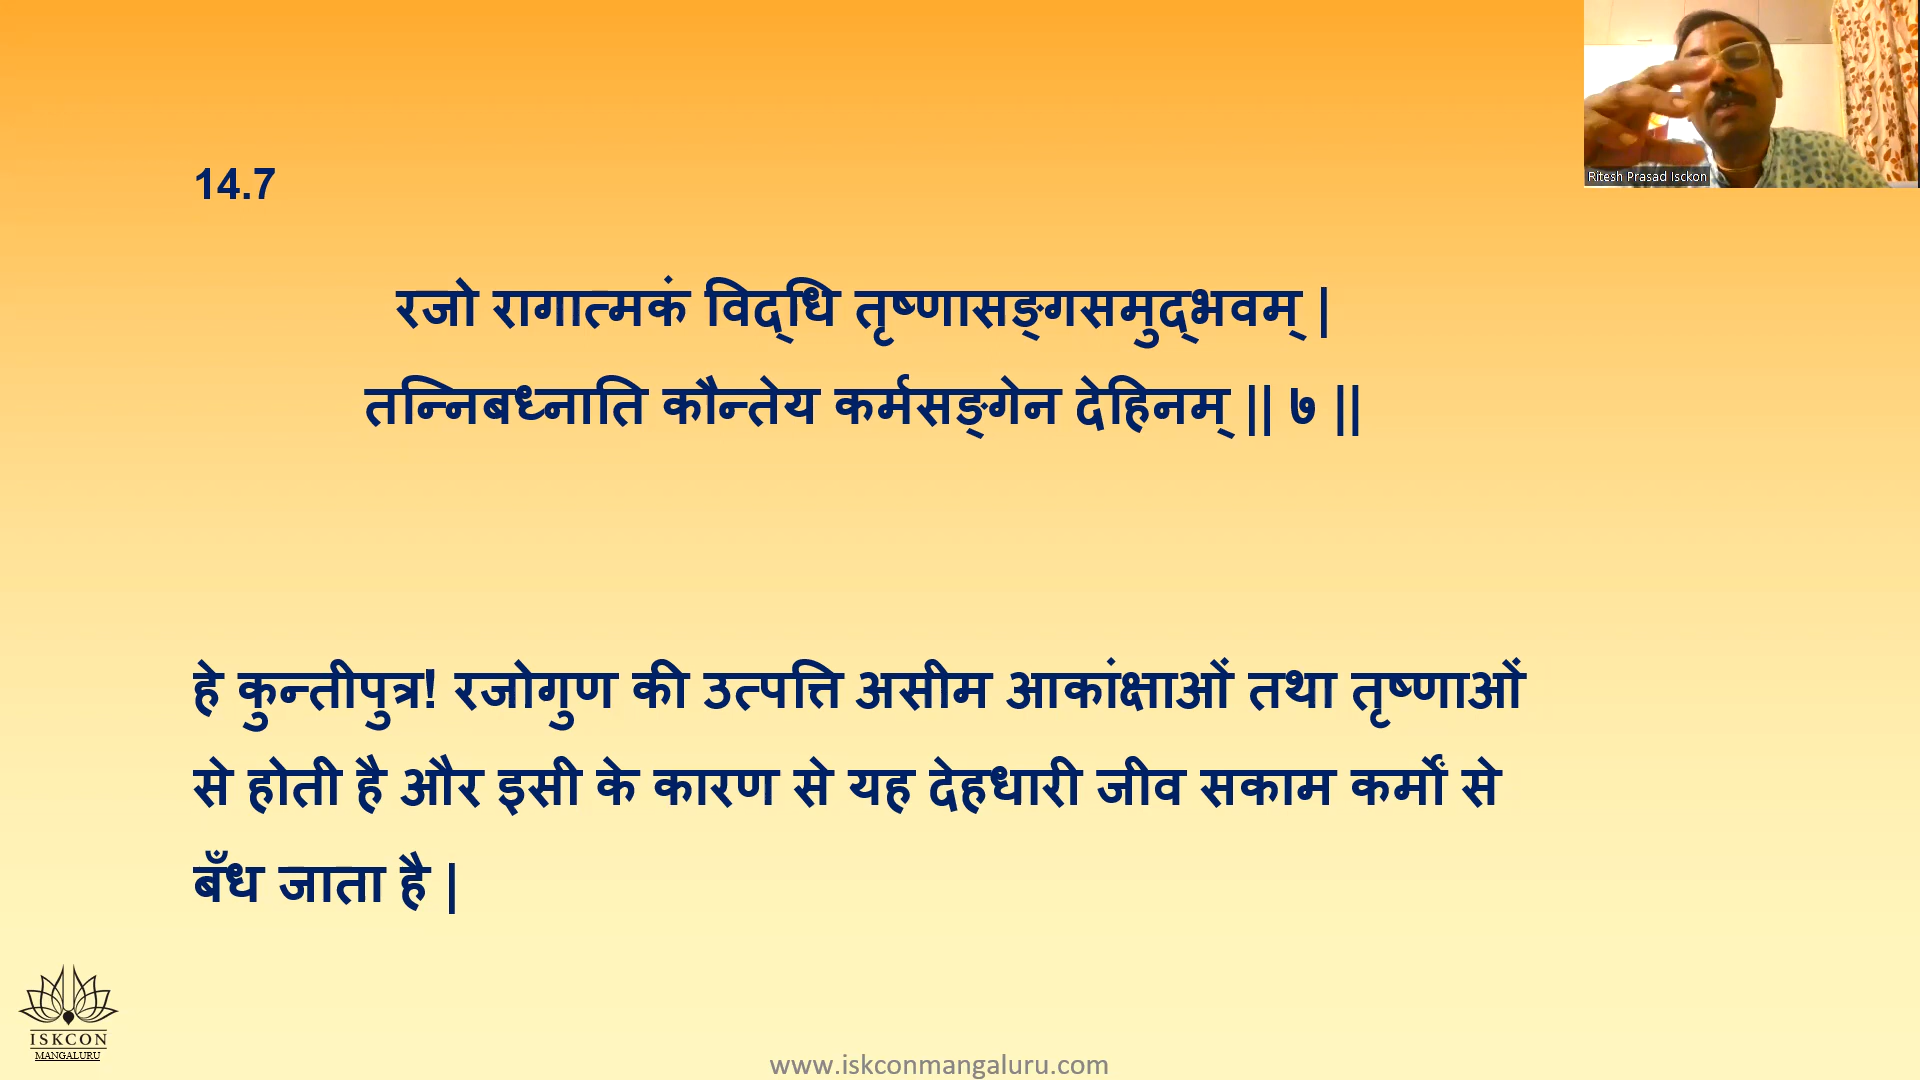 14.7
Ritesh Prasad Isckon
रजो रागात्मकं विद्धि तृष्णासङ्गसमुद्भवम् |
तन्निबध्नाति कौन्तेय कर्मसङ्गेन देहिनम् || ७ ||
हे कुन्तीपुत्र! रजोगुण की उत्पत्ति असीम आकांक्षाओं तथा तृष्णाओं
से होती है और इसी के कारण से यह देहधारी जीव सकाम कर्मों से
बँध जाता है |
ISKCON
MANGALURU
www.iskconmangaluru.com